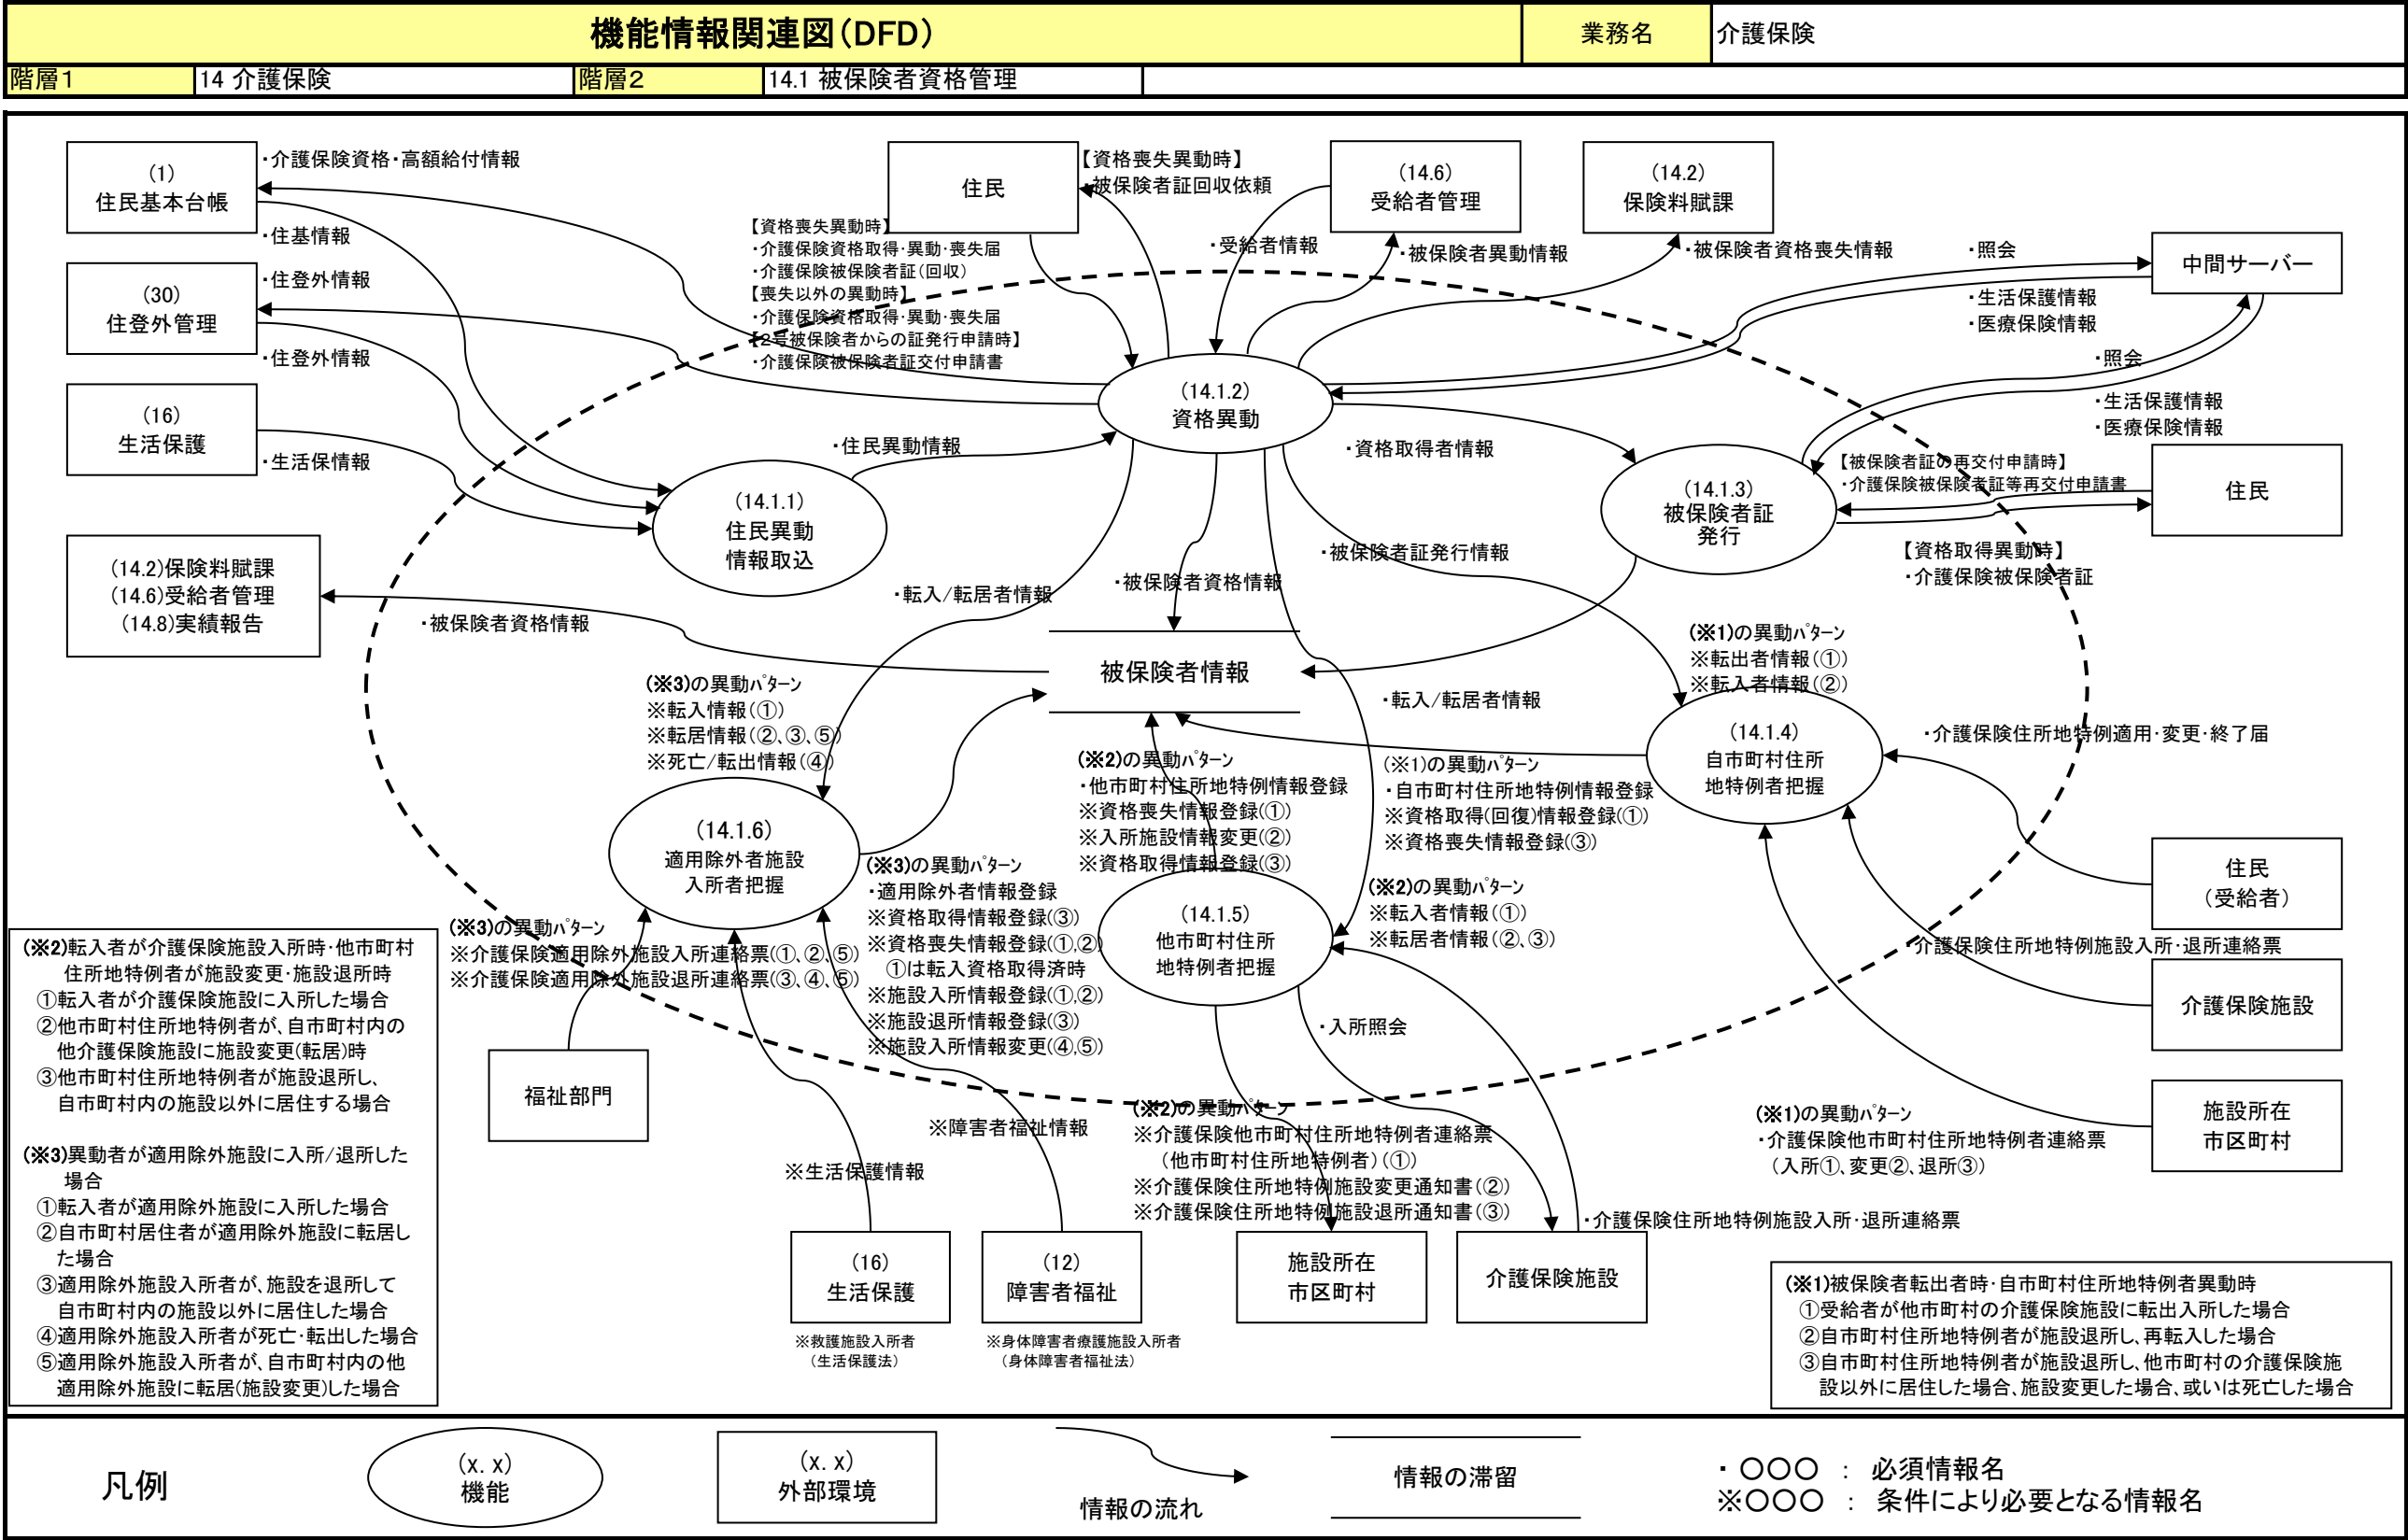 機能情報関連図(DFD)
業務名
介護保険
階層1
14 介護保険
階層2
14.1 被保険者資格管理
(1)
住民基本台帳
・介護保険資格・高額給付情報
・住基情報
(30)
住登外管理
・住登外情報
・住登外情報
(16)
生活保護
・生活保情報
(14.2)保険料賦課
(14.6)受給者管理
(14.8)実績報告
・被保険者資格情報
住民
【資格喪失異動時】
・被保険者証回収依頼
【資格喪失異動時】
・介護保険資格取得・異動・喪失届
・介護保険被保険者証(回収)
【喪失以外の異動時】
・介護保険資格取得・異動・喪失届
【2号被保険者からの証発行申請時】
・介護保険被保険者証交付申請書
(14.6)
受給者管理
・受給者情報
・被保険者異動情報
(14.2)
保険料賦課
・被保険者資格喪失情報
・照会
中間サーバー
・生活保護情報
・医療保険情報
・照会
・生活保護情報
・医療保険情報
(14.1.2)
資格異動
・住民異動情報
(14.1.1)
住民異動
情報取込
・資格取得者情報
(14.1.3)
被保険者証
発行
【被保険者証の再交付申請時】
・介護保険被保険者証等再交付申請書
住民
【資格取得異動時】
・介護保険被保険者証
・転入/転居者情報
・被保険者資格情報
・被保険者証発行情報
被保険者情報
・転入/転居者情報
(※1)の異動パターン
※転出者情報(①)
※転入者情報(②)
(※3)の異動パターン
※転入情報(①)
※転居情報(②、③、⑤)
※死亡/転出情報(④)
(14.1.4)
自市町村住所
地特例者把握
・介護保険住所地特例適用・変更・終了届
(※2)の異動パターン
・他市町村住所地特例情報登録
※資格喪失情報登録(①)
※入所施設情報変更(②)
※資格取得情報登録(③)
(※1)の異動パターン
・自市町村住所地特例情報登録
※資格取得(回復)情報登録(①)
※資格喪失情報登録(③)
(14.1.6)
適用除外者施設
入所者把握
(※3)の異動パターン
・適用除外者情報登録
※資格取得情報登録(③)
※資格喪失情報登録(①,②)
①は転入資格取得済時
※施設入所情報登録(①,②)
※施設退所情報登録(③)
※施設入所情報変更(④,⑤)
(14.1.5)
他市町村住所
地特例者把握
(※2)の異動パターン
※転入者情報(①)
※転居者情報(②、③)
住民
(受給者)
・介護保険住所地特例施設入所・退所連絡票
介護保険施設
(※3)の異動パターン
※介護保険適用除外施設入所連絡票(①、②、⑤)
※介護保険適用除外施設退所連絡票(③、④、⑤)
福祉部門
・入所照会
施設所在
市区町村
(※1)の異動パターン
・介護保険他市町村住所地特例者連絡票
(入所①、変更②、退所③)
(※2)転入者が介護保険施設入所時・他市町村
住所地特例者が施設変更・施設退所時
①転入者が介護保険施設に入所した場合
②他市町村住所地特例者が、自市町村内の
他介護保険施設に施設変更(転居)時
③他市町村住所地特例者が施設退所し、
自市町村内の施設以外に居住する場合
(※3)異動者が適用除外施設に入所/退所した
場合
①転入者が適用除外施設に入所した場合
②自市町村居住者が適用除外施設に転居し
た場合
③適用除外施設入所者が、施設を退所して
自市町村内の施設以外に居住した場合
④適用除外施設入所者が死亡・転出した場合
⑤適用除外施設入所者が、自市町村内の他
適用除外施設に転居(施設変更)した場合
※障害者福祉情報
※生活保護情報
(※2)の異動パターン
※介護保険他市町村住所地特例者連絡票
(他市町村住所地特例者)(①)
※介護保険住所地特例施設変更通知書(②)
※介護保険住所地特例施設退所通知書(③)
・介護保険住所地特例施設入所・退所連絡票
(16)
生活保護
※救護施設入所者
(生活保護法)
(12)
障害者福祉
※身体障害者療護施設入所者
(身体障害者福祉法)
施設所在
市区町村
介護保険施設
(※1)被保険者転出者時・自市町村住所地特例者異動時
①受給者が他市町村の介護保険施設に転出入所した場合
②自市町村住所地特例者が施設退所し、再転入した場合
③自市町村住所地特例者が施設退所し、他市町村の介護保険施
設以外に居住した場合、施設変更した場合、或いは死亡した場合
凡例
(x. x)
機能
(x. x)
外部環境
情報の流れ
情報の滞留
・ 〇〇〇 : 必須情報名
※〇〇〇 : 条件により必要となる情報名